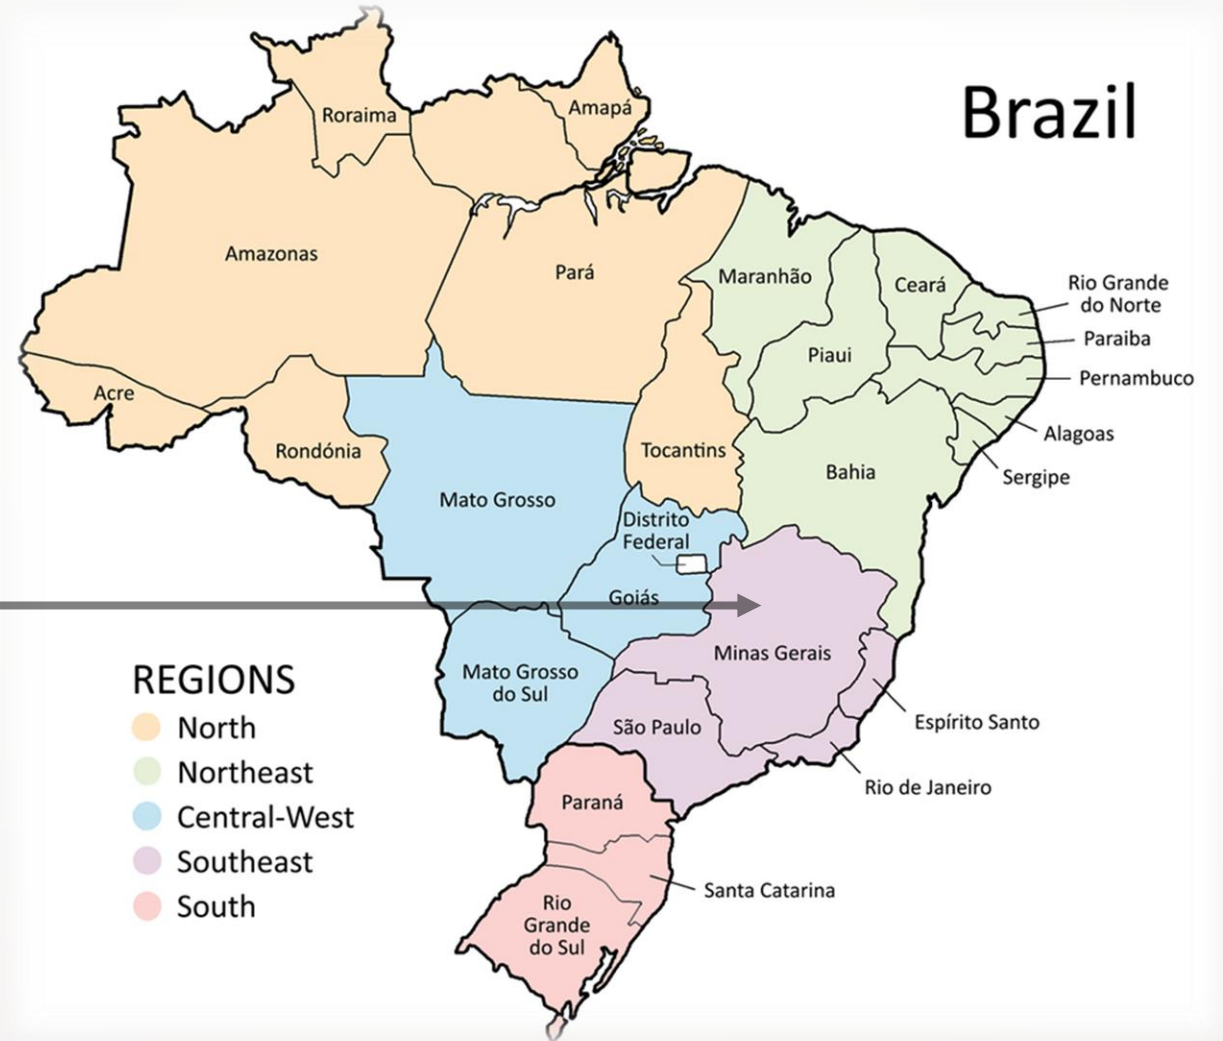 Brazil
Roraima
Amapá
Amazonas
Pará
Maranhão
Ceará
Rio Grande
do Norte
Paraiba
Piaui
Pernambuco
Acre
Alagoas
Rondónia
Tocantins
Bahia
Sergipe
Mato Grosso
Distrito
Federal
Goiás
Minas Gerais
Mato Grosso
do Sul
Espírito Santo
São Paulo
Rio de Janeiro
Paraná
Santa Catarina
Rio
Grande
do Sul
REGIONS
North
Northeast
Central-West
Southeast
South